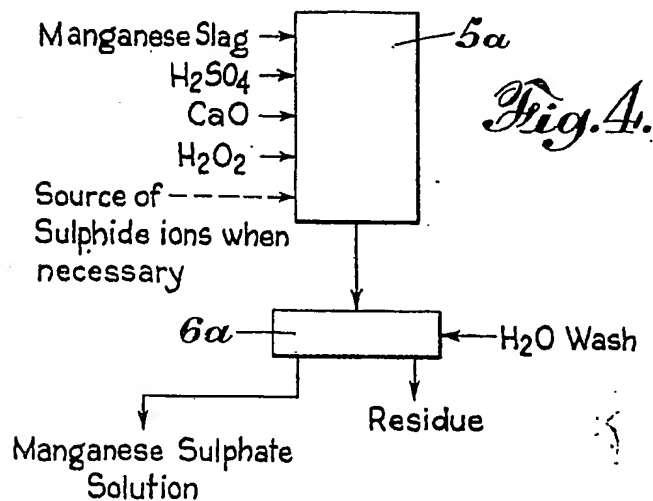 Manganese Slag
H2SO4
CaO
H2O2
Source of
Sulphide ions when
necessary
5a
Fig.4.
6a
H2O Wash
Residue
Manganese Sulphate
Solution